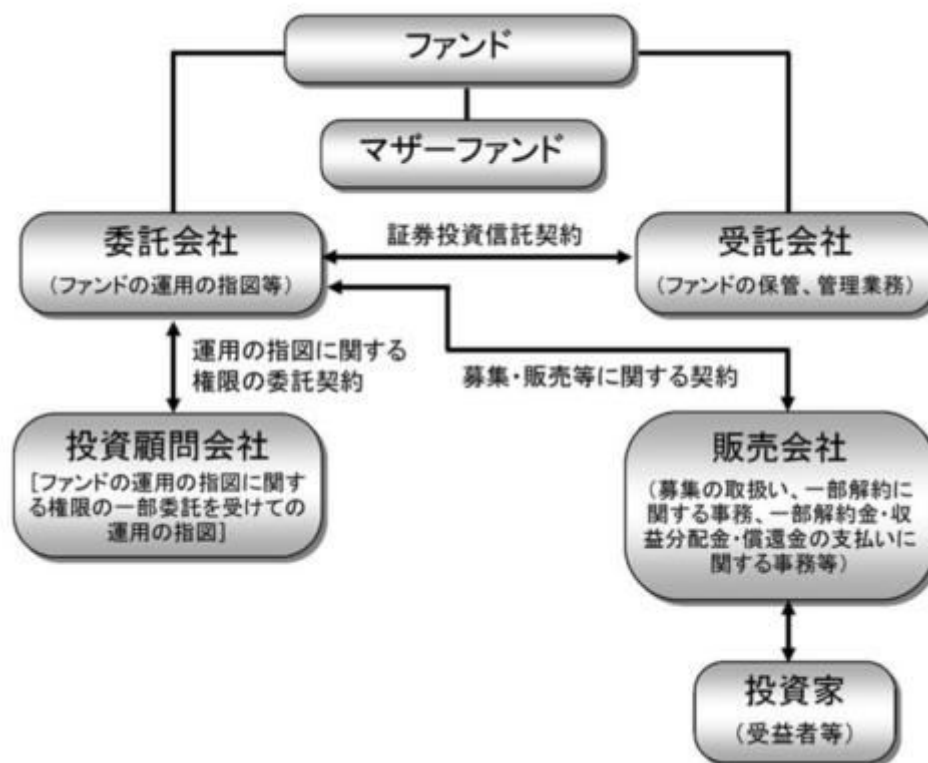 ファンド
マザーファンド
委託会社
(ファンドの運用の指図等)
証券投資信託契約
受託会社
(ファンドの保管、管理業務)
運用の指図に関する
権限の委託契約
募集・販売等に関する契約
投資顧問会社
[ファンドの運用の指図に関す
る権限の一部委託を受けての
運用の指図]
販売会社
(募集の取扱い、一部解約に
関する事務、一部解約金・収
益分配金・償還金の支払いに
関する事務等)
投資家
(受益者等)